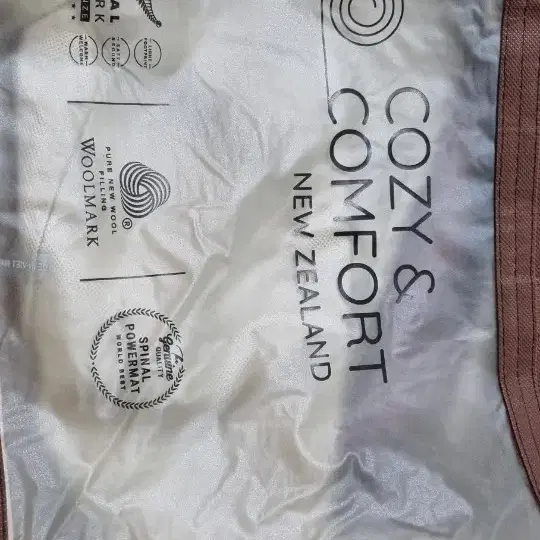 COZY &
COMFORT
NEW ZEALAND
PURE NEW WOOL
FILLING
WOOLMARK
®
Genuine
QUALITY
SPINAL
POWERMAT
WORLD BEST